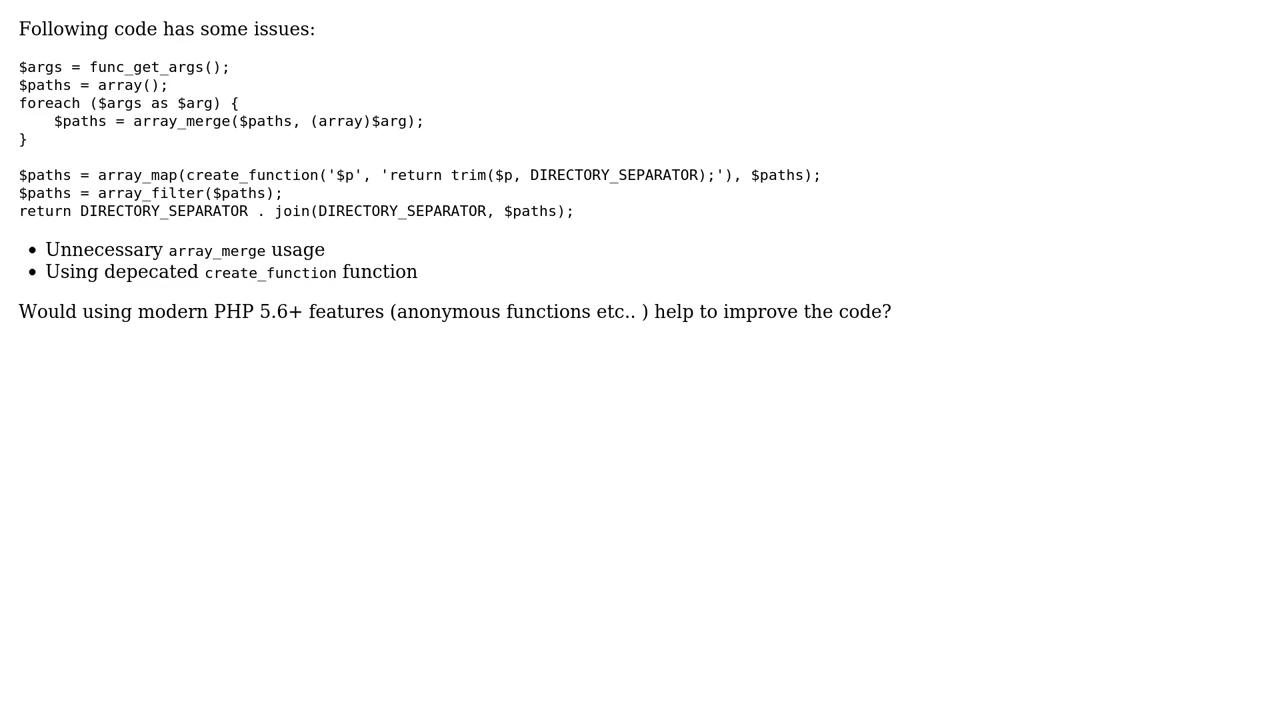 Following code has some issues:
$args = func_get_args();
$paths = array();
foreach ($args as $arg) {
    $paths = array_merge($paths, (array)$arg);
}
$paths = array_map(create_function('$p', 'return trim($p, DIRECTORY_SEPARATOR);'), $paths);
$paths = array_filter($paths);
return DIRECTORY_SEPARATOR . join(DIRECTORY_SEPARATOR, $paths);
• Unnecessary array_merge usage
• Using depecated create_function function
Would using modern PHP 5.6+ features (anonymous functions etc.. ) help to improve the code?